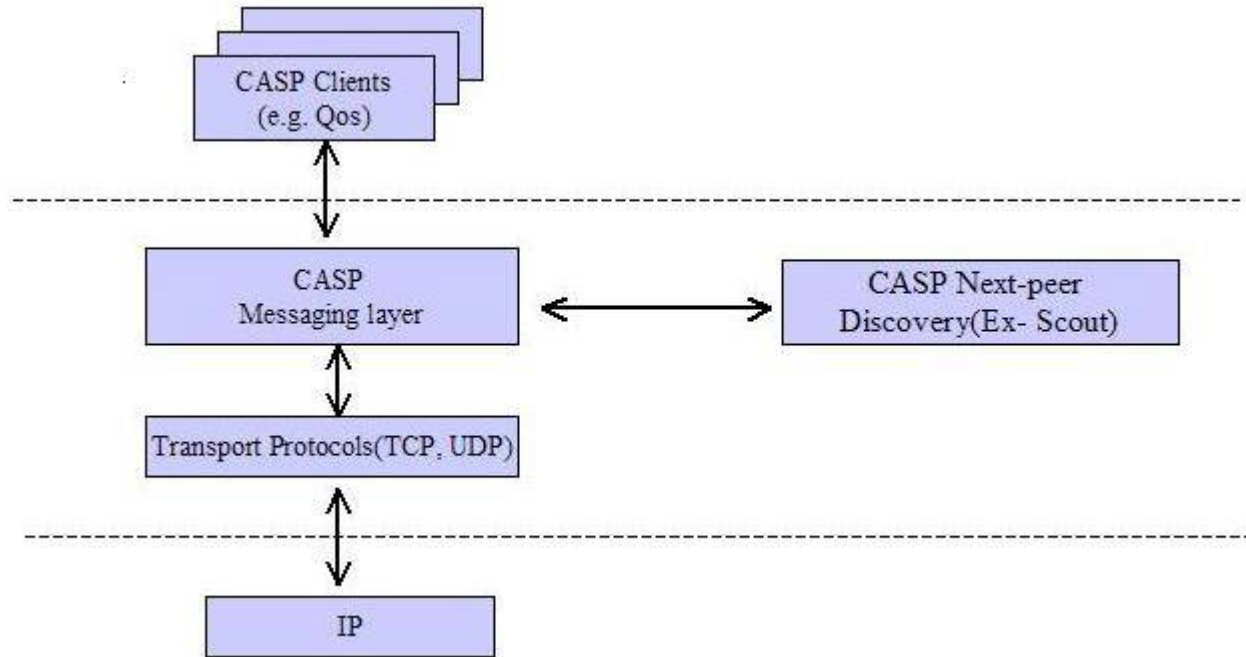 CASP Clients
(e.g. Qos)
CASP
Messaging layer
CASP Next-peer
Discovery(Ex- Scout)
Transport Protocols(TCP, UDP)
IP